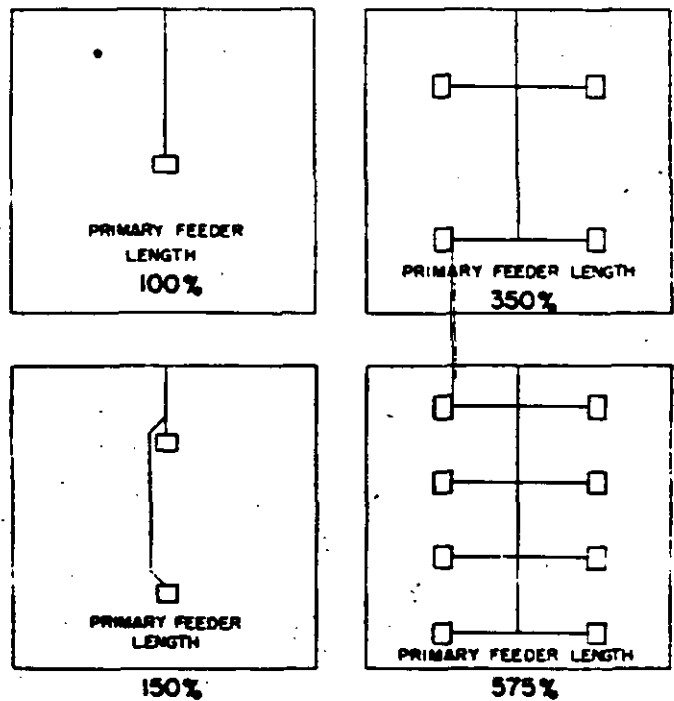 PRIMARY FEEDER
LENGTH
100%
PRIMARY FEEDER LENGTH
350%
PRIMARY FEEDER
LENGTH
150%
PRIMARY FEEDER LENGTH
575%